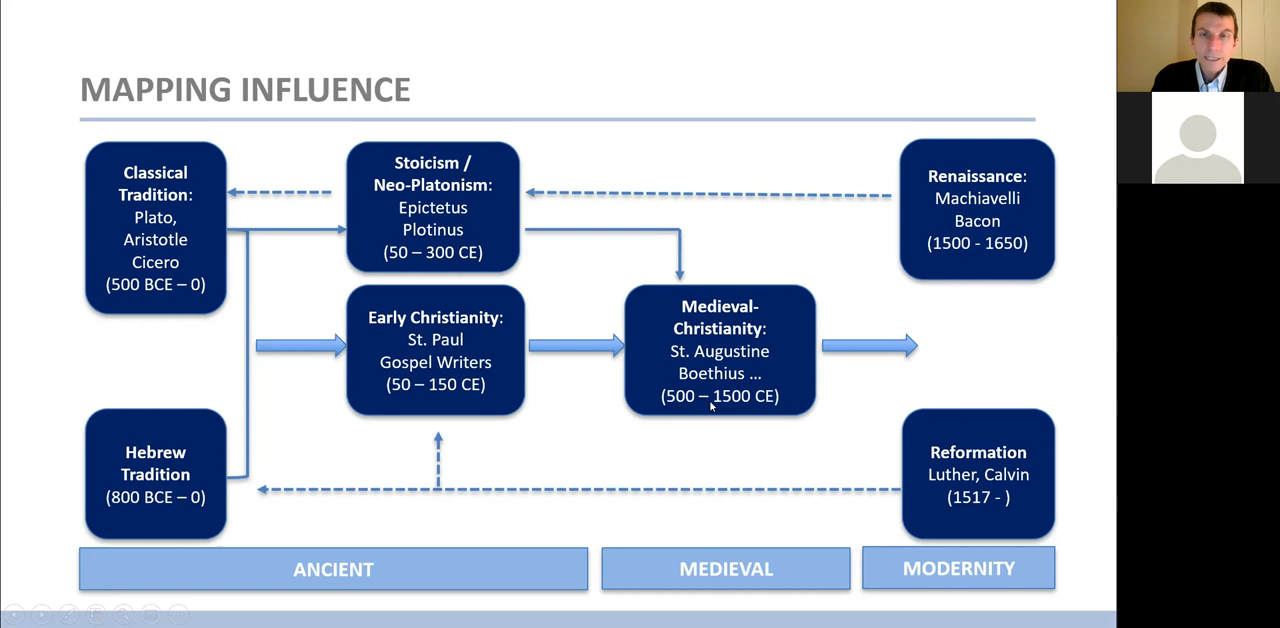 MAPPING INFLUENCE
Classical
Tradition:
Plato,
Aristotle
Cicero
(500 BCE – 0)
Stoicism /
Neo-Platonism:
Epictetus
Plotinus
(50 – 300 CE)
Renaissance:
Machiavelli
Bacon
(1500 - 1650)
Early Christianity:
St. Paul
Gospel Writers
(50 – 150 CE)
Medieval-
Christianity:
St. Augustine
Boethius ...
(500 – 1500 CE)
Hebrew
Tradition
(800 BCE – 0)
Reformation
Luther, Calvin
(1517 - )
ANCIENT
MEDIEVAL
MODERNITY